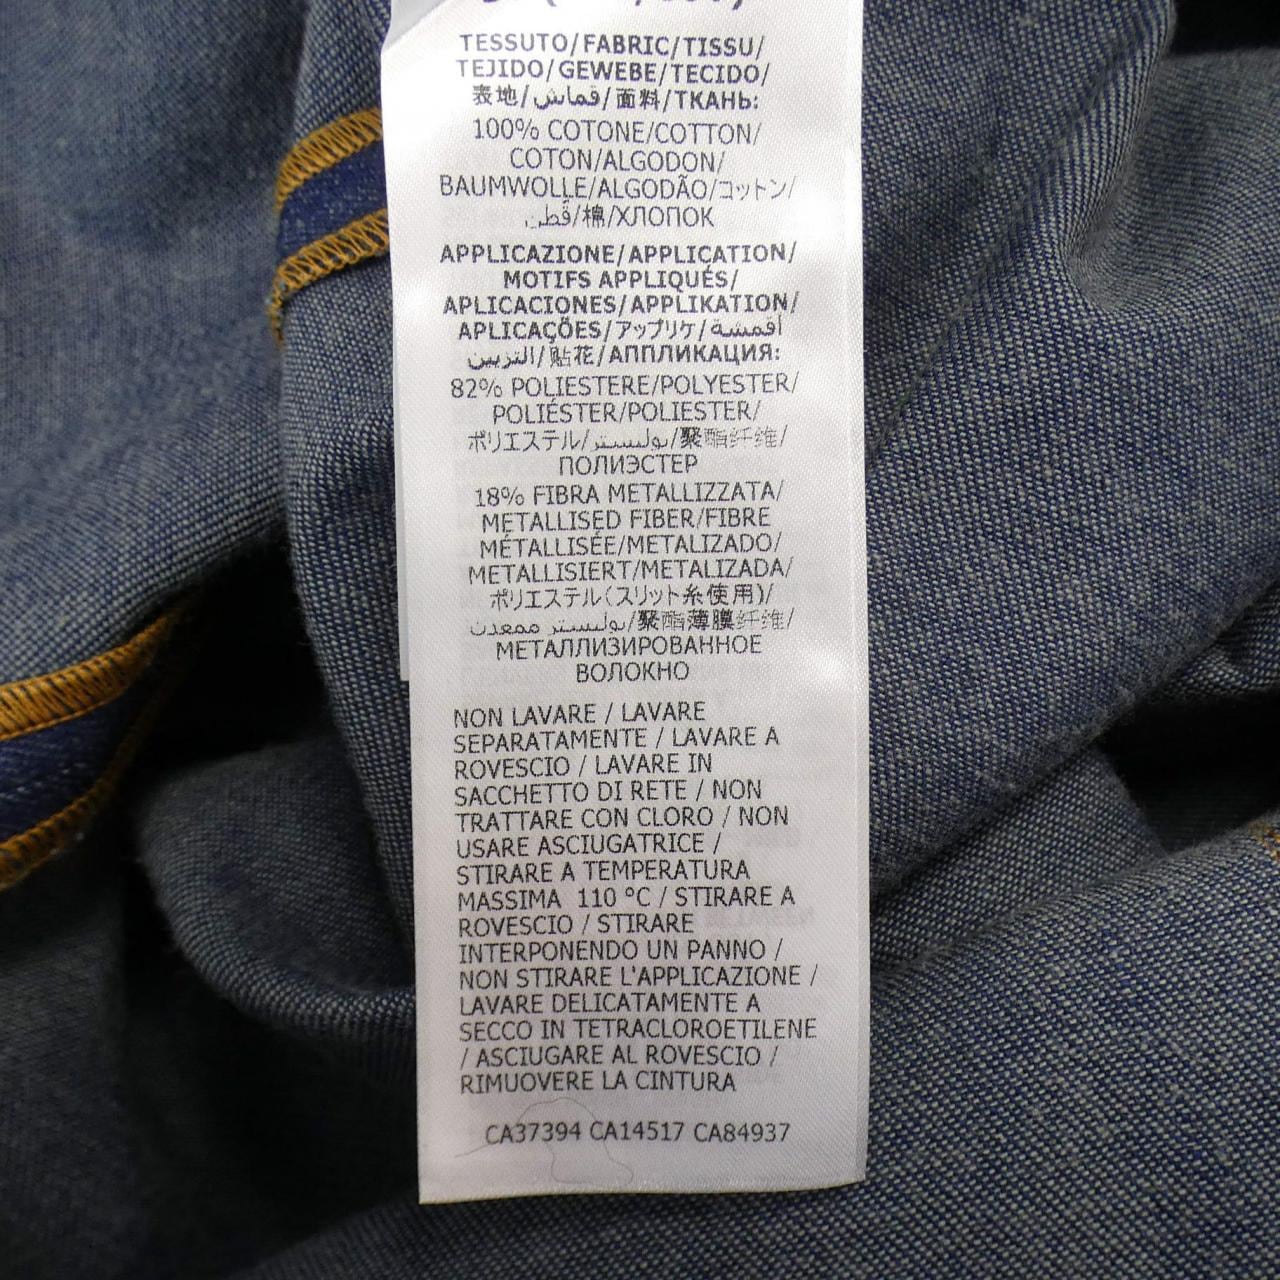 TESSUTO/FABRIC/TISSU/
TEJIDO/GEWEBE/TECIDO/
表地/قماش/面料/ТКАНЬ:
100% COTONE/COTTON/
COTON/ALGODON/
BAUMWOLLE/ALGODÃO/コットン/
قطن/棉/ХЛОПОК
APPLICAZIONE/APPLICATION/
MOTIFS APPLIQUÉS/
APLICACIONES/APPLIKATION/
APLICAÇÕES/アップリケ/أقمشة
التزيين/贴花/АППЛИКАЦИЯ:
82% POLIESTERE/POLYESTER/
POLIÉSTER/POLIESTER/
ポリエステル/بوليستر/聚酯纤维/
ПОЛИЭСТЕР
18% FIBRA METALLIZZATA/
METALLISED FIBER/FIBRE
MÉTALLISÉE/METALIZADO/
METALLISIERT/METALIZADA/
ポリエステル(スリット糸使用)/
بوليستر ممعدن/聚酯薄膜纤维/
МЕТАЛЛИЗИРОВАННОЕ
ВОЛОКНО
NON LAVARE / LAVARE
SEPARATAMENTE / LAVARE A
ROVESCIO / LAVARE IN
SACCHETTO DI RETE / NON
TRATTARE CON CLORO / NON
USARE ASCIUGATRICE /
STIRARE A TEMPERATURA
MASSIMA 110 °C / STIRARE A
ROVESCIO / STIRARE
INTERPONENDO UN PANNO /
NON STIRARE L'APPLICAZIONE /
LAVARE DELICATAMENTE A
SECCO IN TETRACLOROETILENE
/ ASCIUGARE AL ROVESCIO /
RIMUOVERE LA CINTURA
CA37394 CA14517 CA84937